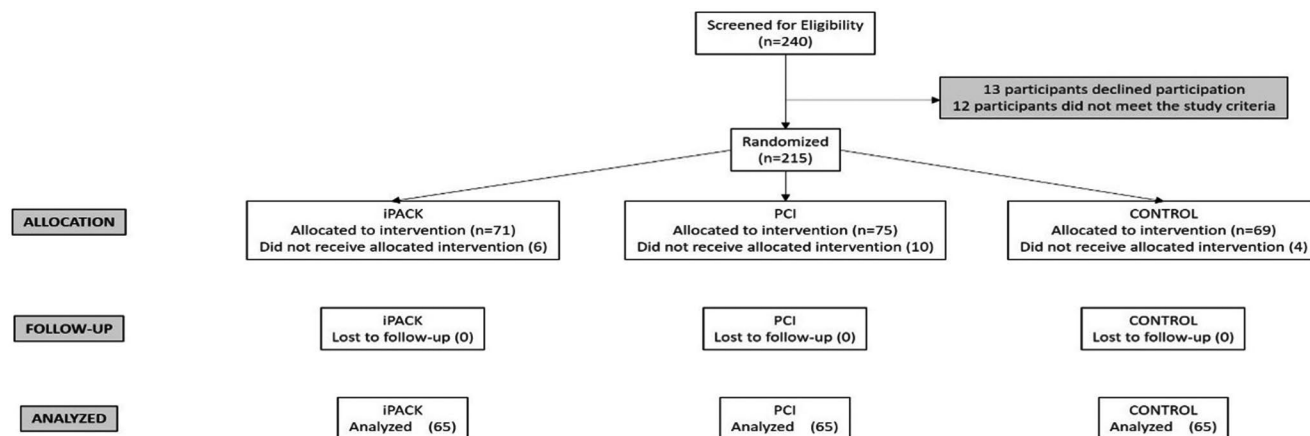 Screened for Eligibility
(n=240)
13 participants declined participation
12 participants did not meet the study criteria
Randomized
(n=215)
ALLOCATION
iPACK
Allocated to intervention (n=71)
Did not receive allocated intervention (6)
PCI
Allocated to intervention (n=75)
Did not receive allocated intervention (10)
CONTROL
Allocated to intervention (n=69)
Did not receive allocated intervention (4)
FOLLOW-UP
iPACK
Lost to follow-up (0)
PCI
Lost to follow-up (0)
CONTROL
Lost to follow-up (0)
ANALYZED
iPACK
Analyzed (65)
PCI
Analyzed (65)
CONTROL
Analyzed (65)